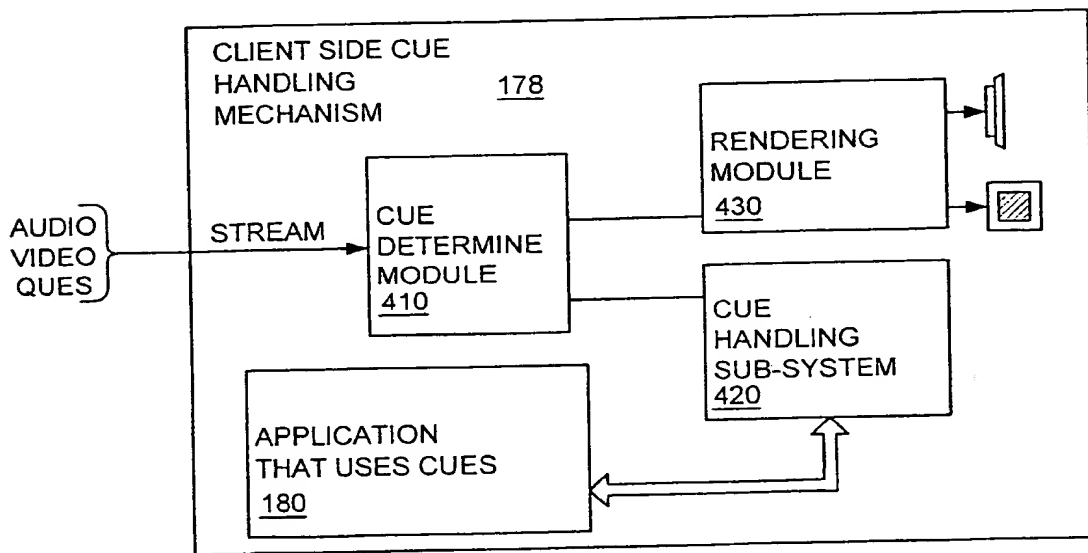 CLIENT SIDE CUE
HANDLING
MECHANISM
178
AUDIO
VIDEO
QUES
STREAM
CUE
DETERMINE
MODULE
410
RENDERING
MODULE
430
CUE
HANDLING
SUB-SYSTEM
420
APPLICATION
THAT USES CUES
180